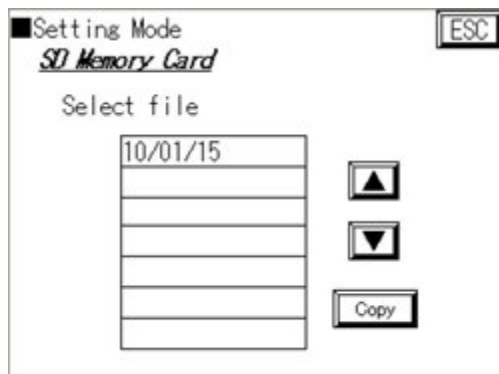 ■Setting Mode
ESC
SD Memory Card
Select file
10/01/15
▲
▼
Copy